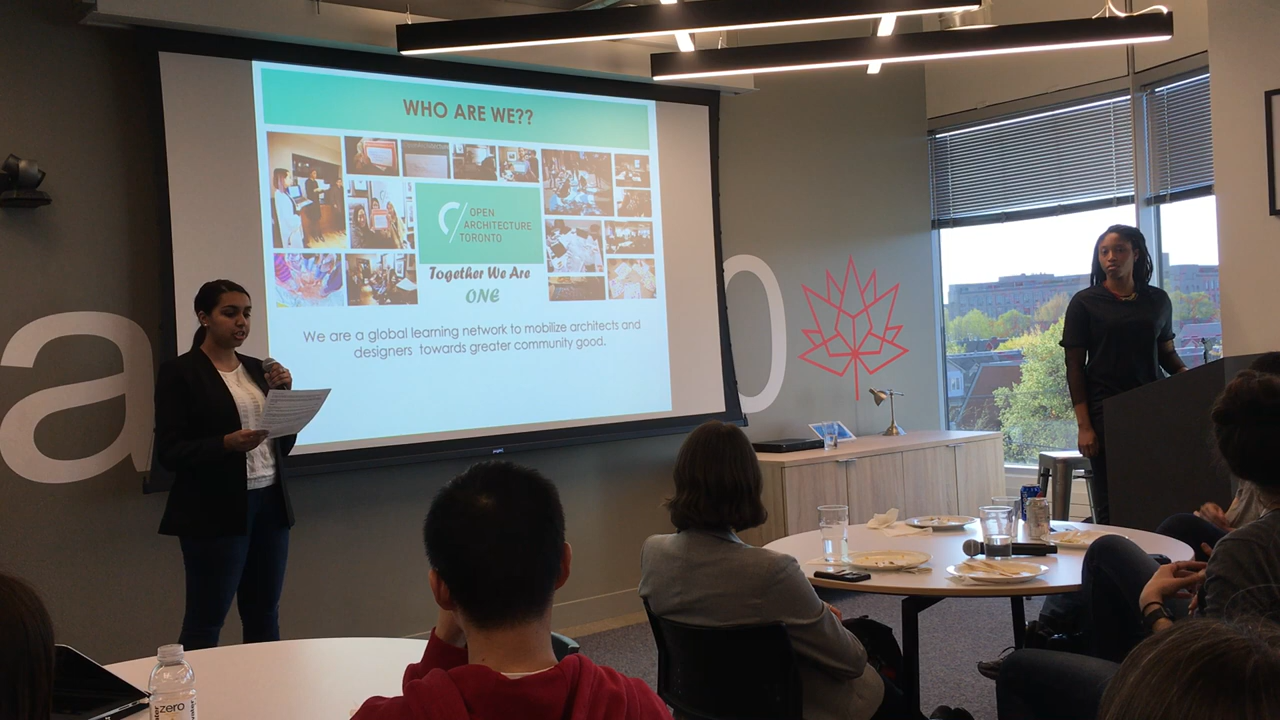 WHO ARE WE??
OPEN
ARCHITECTURE
TORONTO
Together We Are
ONE
We are a global learning network to mobilize architects and
designers towards greater community good.
a
0
zero